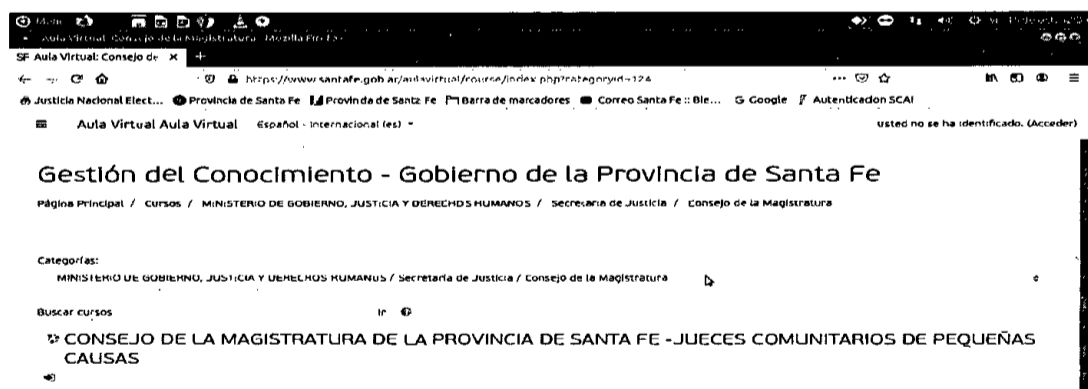 Menú
Aula Virtual: Consejo de la Magistratura - Mozilla Firefox
SF Aula Virtual: Consejo de × +
https://www.santafe.gob.ar/aulavirtual/course/index.php?categoryid=124
Justicia Nacional Elect... Provincia de Santa Fe Provincia de Santa Fe Barra de marcadores Correo Santa Fe :: Bie... Google Autenticacion SCAI
Aula Virtual Aula Virtual Español - Internacional (es)
usted no se ha identificado. (Acceder)
Gestión del Conocimiento - Gobierno de la Provincia de Santa Fe
Página Principal / Cursos / MINISTERIO DE GOBIERNO, JUSTICIA Y DERECHOS HUMANOS / Secretaría de Justicia / Consejo de la Magistratura
Categorías:
MINISTERIO DE GOBIERNO, JUSTICIA Y DERECHOS HUMANOS / Secretaría de Justicia / Consejo de la Magistratura
Buscar cursos Ir
CONSEJO DE LA MAGISTRATURA DE LA PROVINCIA DE SANTA FE -JUECES COMUNITARIOS DE PEQUEÑAS
CAUSAS